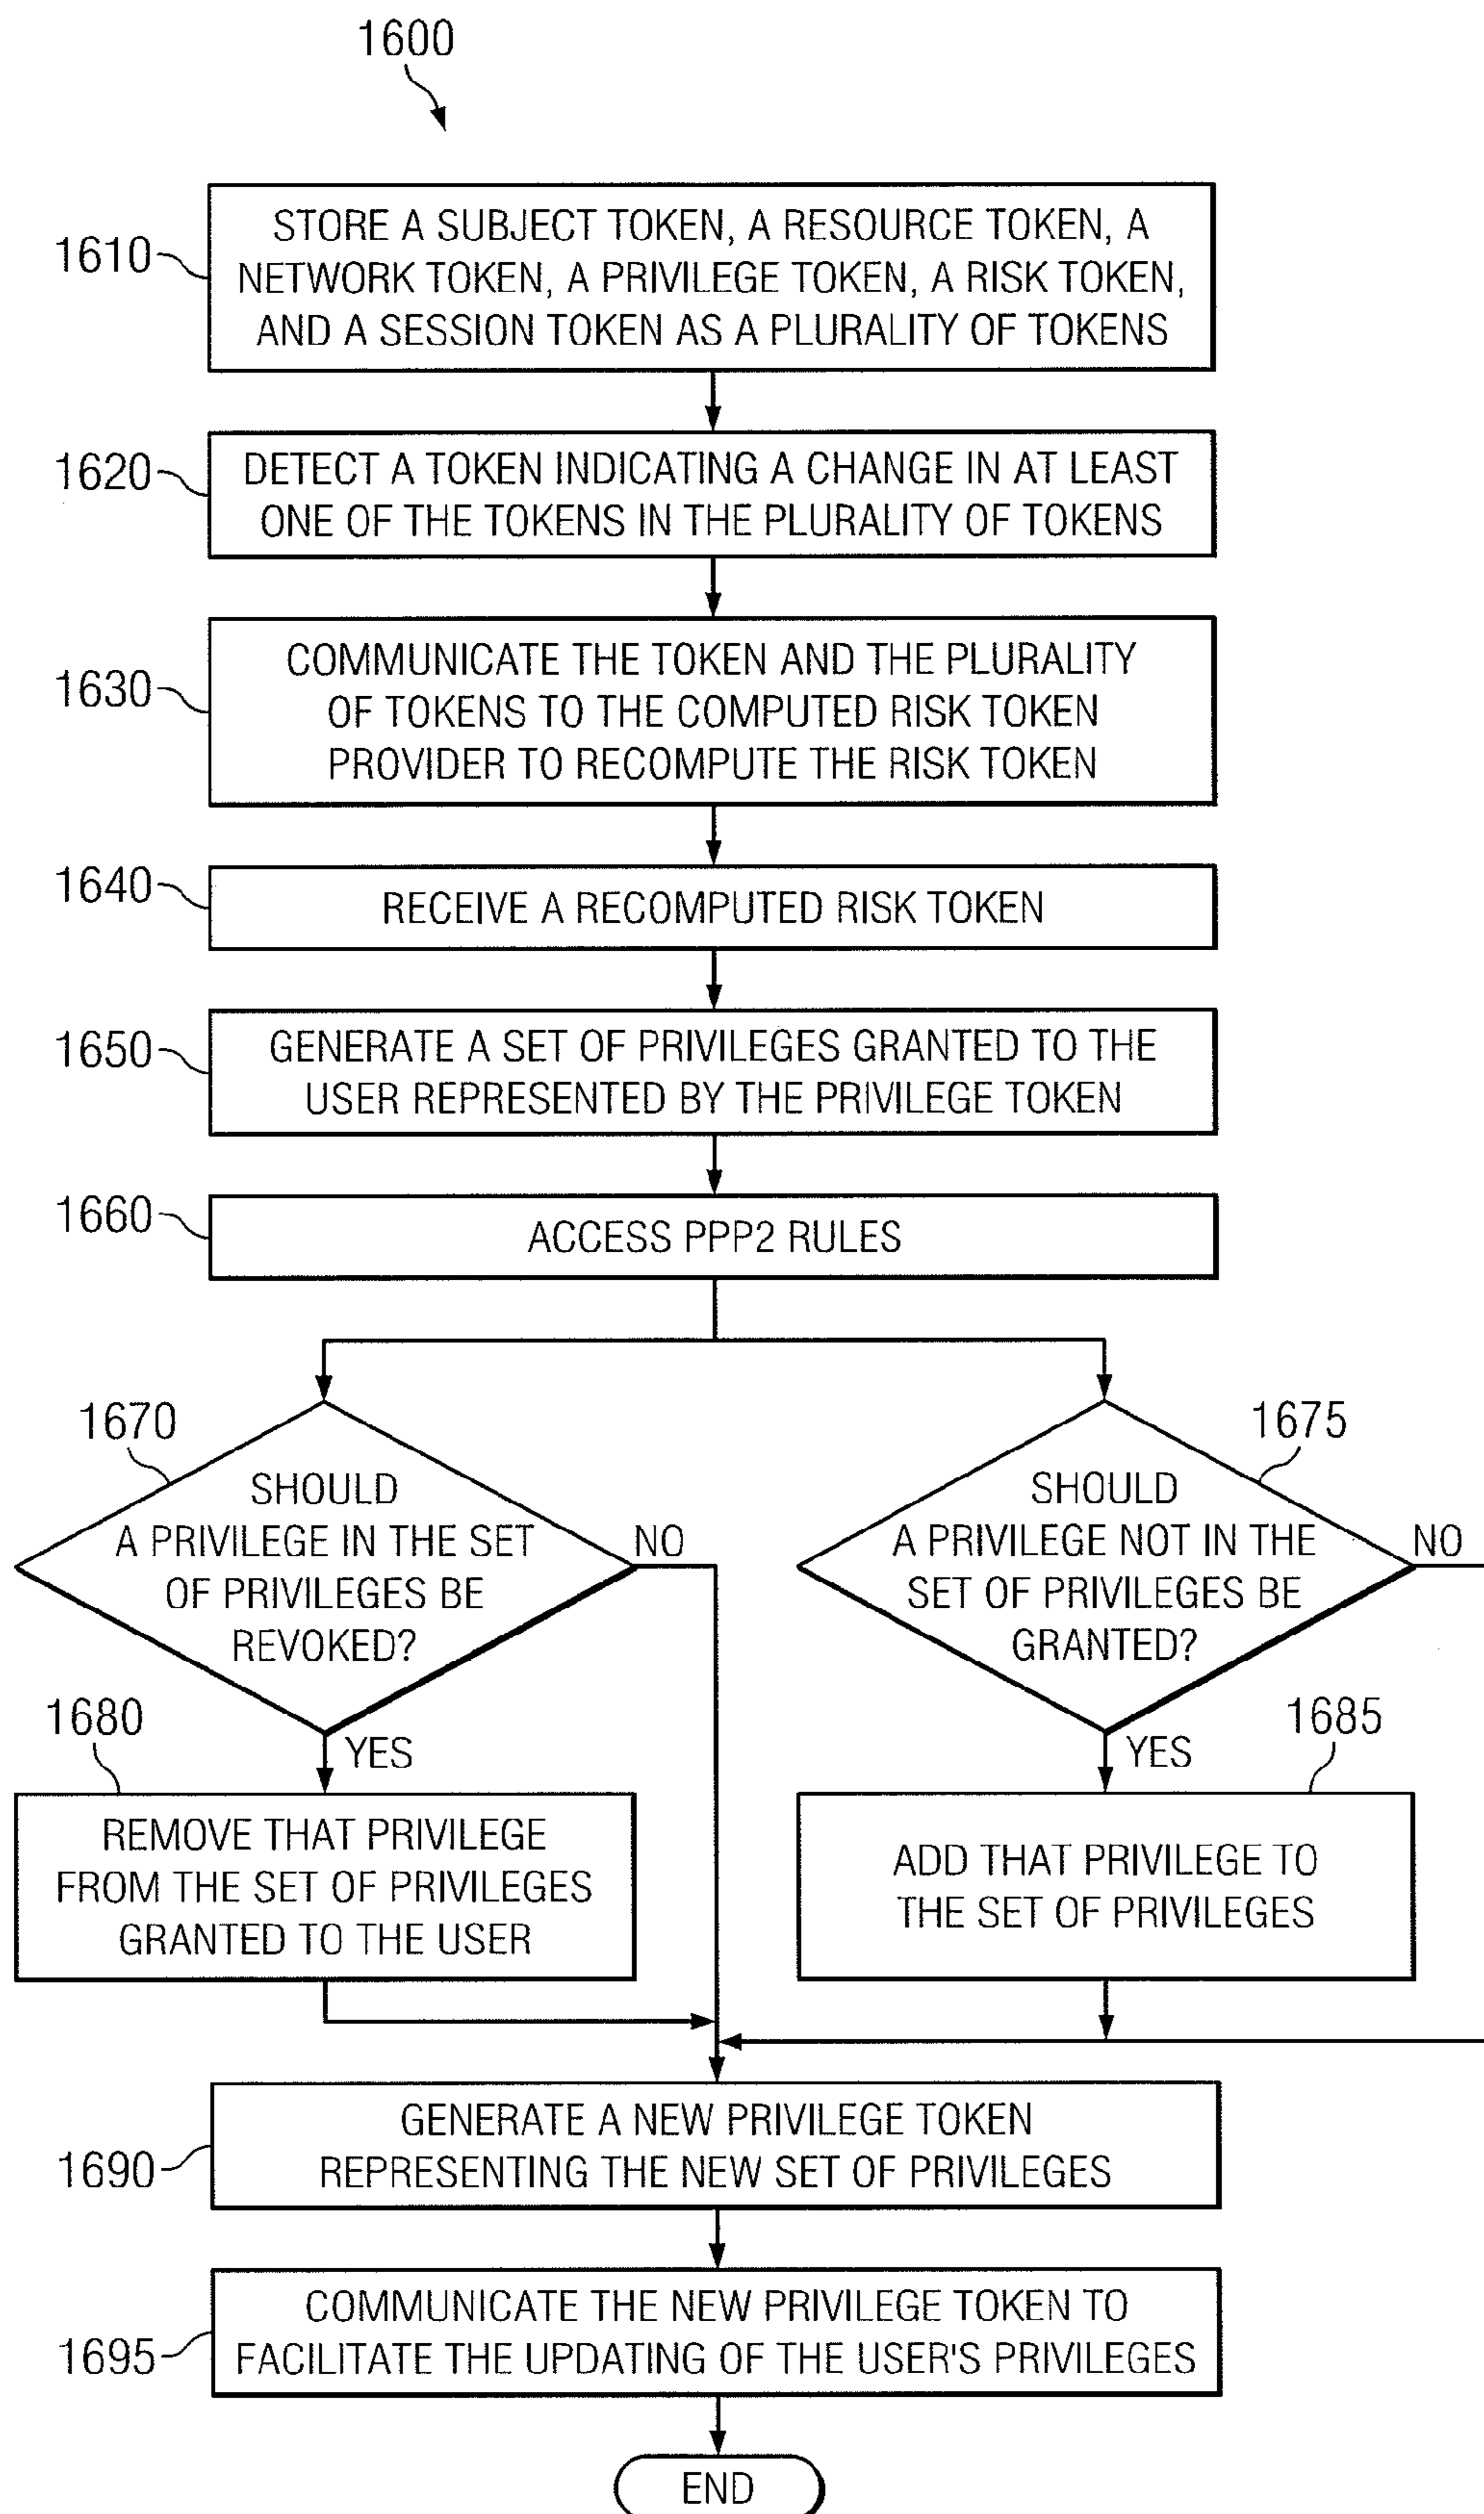 1600
1610
STORE A SUBJECT TOKEN, A RESOURCE TOKEN, A
NETWORK TOKEN, A PRIVILEGE TOKEN, A RISK TOKEN,
AND A SESSION TOKEN AS A PLURALITY OF TOKENS
1620
DETECT A TOKEN INDICATING A CHANGE IN AT LEAST
ONE OF THE TOKENS IN THE PLURALITY OF TOKENS
1630
COMMUNICATE THE TOKEN AND THE PLURALITY
OF TOKENS TO THE COMPUTED RISK TOKEN
PROVIDER TO RECOMPUTE THE RISK TOKEN
1640
RECEIVE A RECOMPUTED RISK TOKEN
1650
GENERATE A SET OF PRIVILEGES GRANTED TO THE
USER REPRESENTED BY THE PRIVILEGE TOKEN
1660
ACCESS PPP2 RULES
1670
SHOULD
A PRIVILEGE IN THE SET
OF PRIVILEGES BE
REVOKED?
NO
YES
1675
SHOULD
A PRIVILEGE NOT IN THE
SET OF PRIVILEGES BE
GRANTED?
NO
YES
1680
REMOVE THAT PRIVILEGE
FROM THE SET OF PRIVILEGES
GRANTED TO THE USER
1685
ADD THAT PRIVILEGE TO
THE SET OF PRIVILEGES
1690
GENERATE A NEW PRIVILEGE TOKEN
REPRESENTING THE NEW SET OF PRIVILEGES
1695
COMMUNICATE THE NEW PRIVILEGE TOKEN TO
FACILITATE THE UPDATING OF THE USER'S PRIVILEGES
END